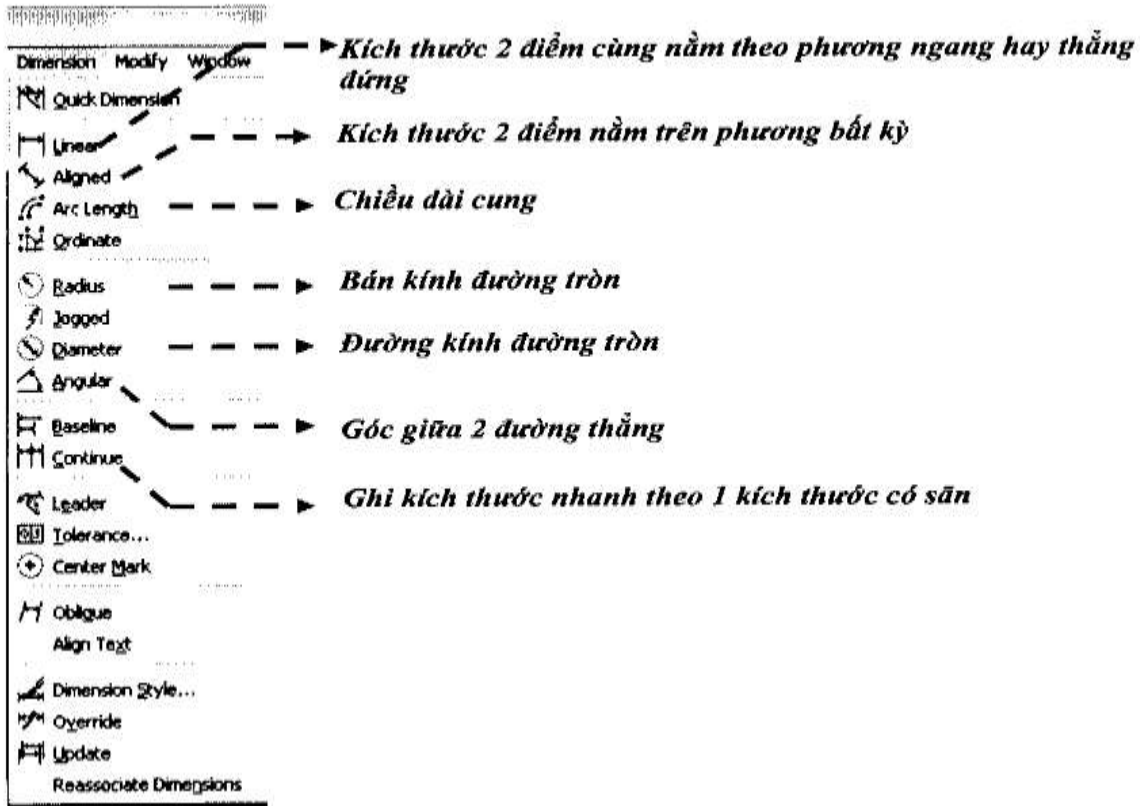 Dimension Modify Window
Quick Dimension
Linear
Aligned
Arc Length
Ordinate
Radius
Jogged
Diameter
Angular
Baseline
Continue
Leader
Tolerance...
Center Mark
Oblique
Align Text
Dimension Style...
Override
Update
Reassociate Dimensions
Kích thước 2 điểm cùng nằm theo phương ngang hay thẳng
đứng
Kích thước 2 điểm nằm trên phương bất kỳ
Chiều dài cung
Bán kính đường tròn
Đường kính đường tròn
Góc giữa 2 đường thẳng
Ghi kích thước nhanh theo 1 kích thước có sẵn